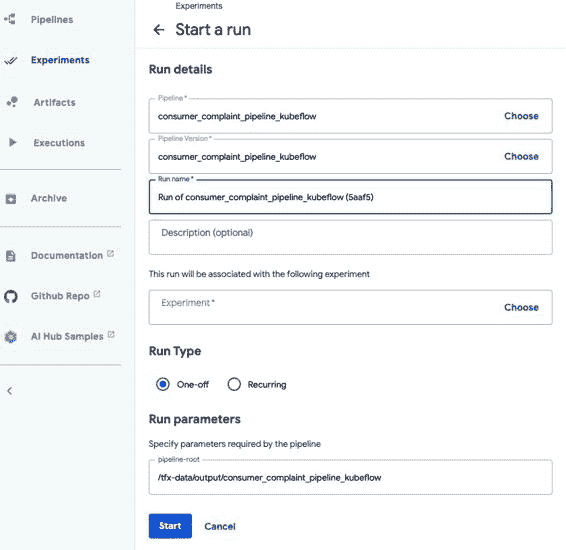 Pipelines
Experiments
Artifacts
Executions
Archive
Documentation
Github Repo
AI Hub Samples
Experiments
Start a run
Run details
Pipeline*
consumer_complaint_pipeline_kubeflow
Choose
Pipeline Version*
consumer_complaint_pipeline_kubeflow
Choose
Run name*
Run of consumer_complaint_pipeline_kubeflow (5aaf5)
Description (optional)
This run will be associated with the following experiment
Experiment*
Choose
Run Type
One-off
Recurring
Run parameters
Specify parameters required by the pipeline
pipeline-root
/tfx-data/output/consumer_complaint_pipeline_kubeflow
Start
Cancel